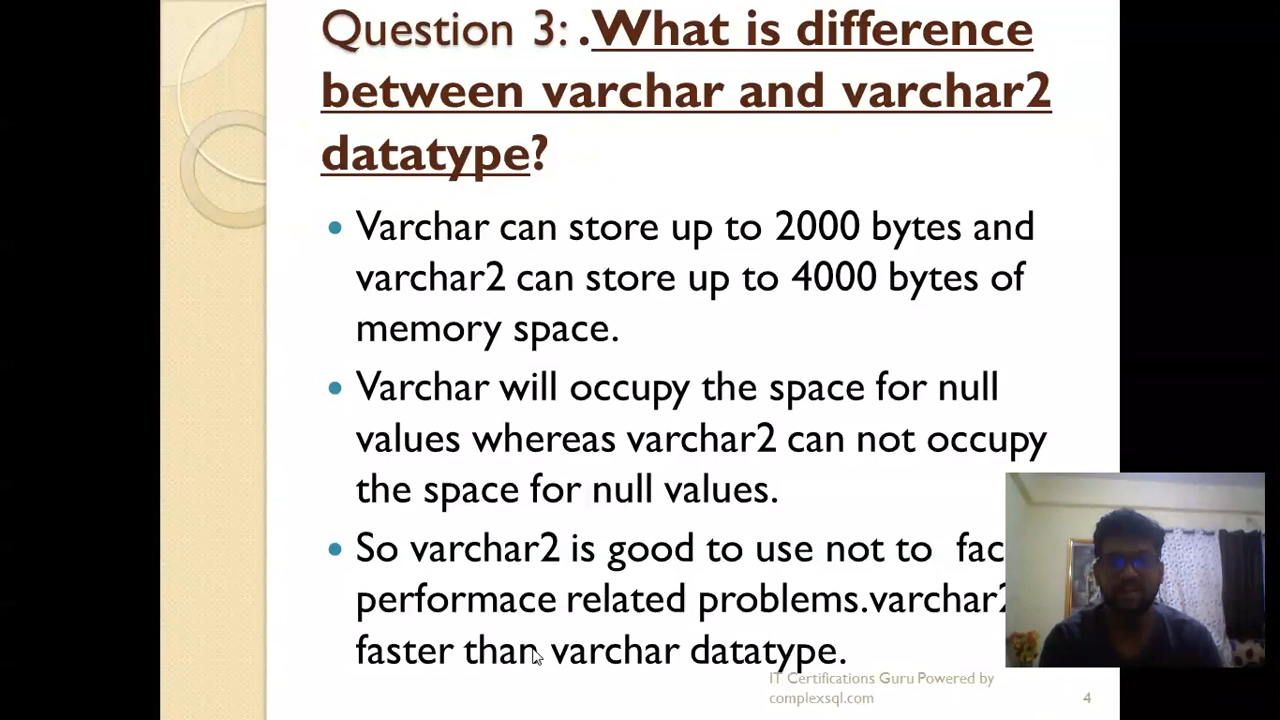 Question 3: .What is difference
between varchar and varchar2
datatype?
• Varchar can store up to 2000 bytes and
varchar2 can store up to 4000 bytes of
memory space.
• Varchar will occupy the space for null
values whereas varchar2 can not occupy
the space for null values.
• So varchar2 is good to use not to fac
performace related problems.varchar2
faster than varchar datatype.
IT Certifications Guru Powered by
complexsql.com
4